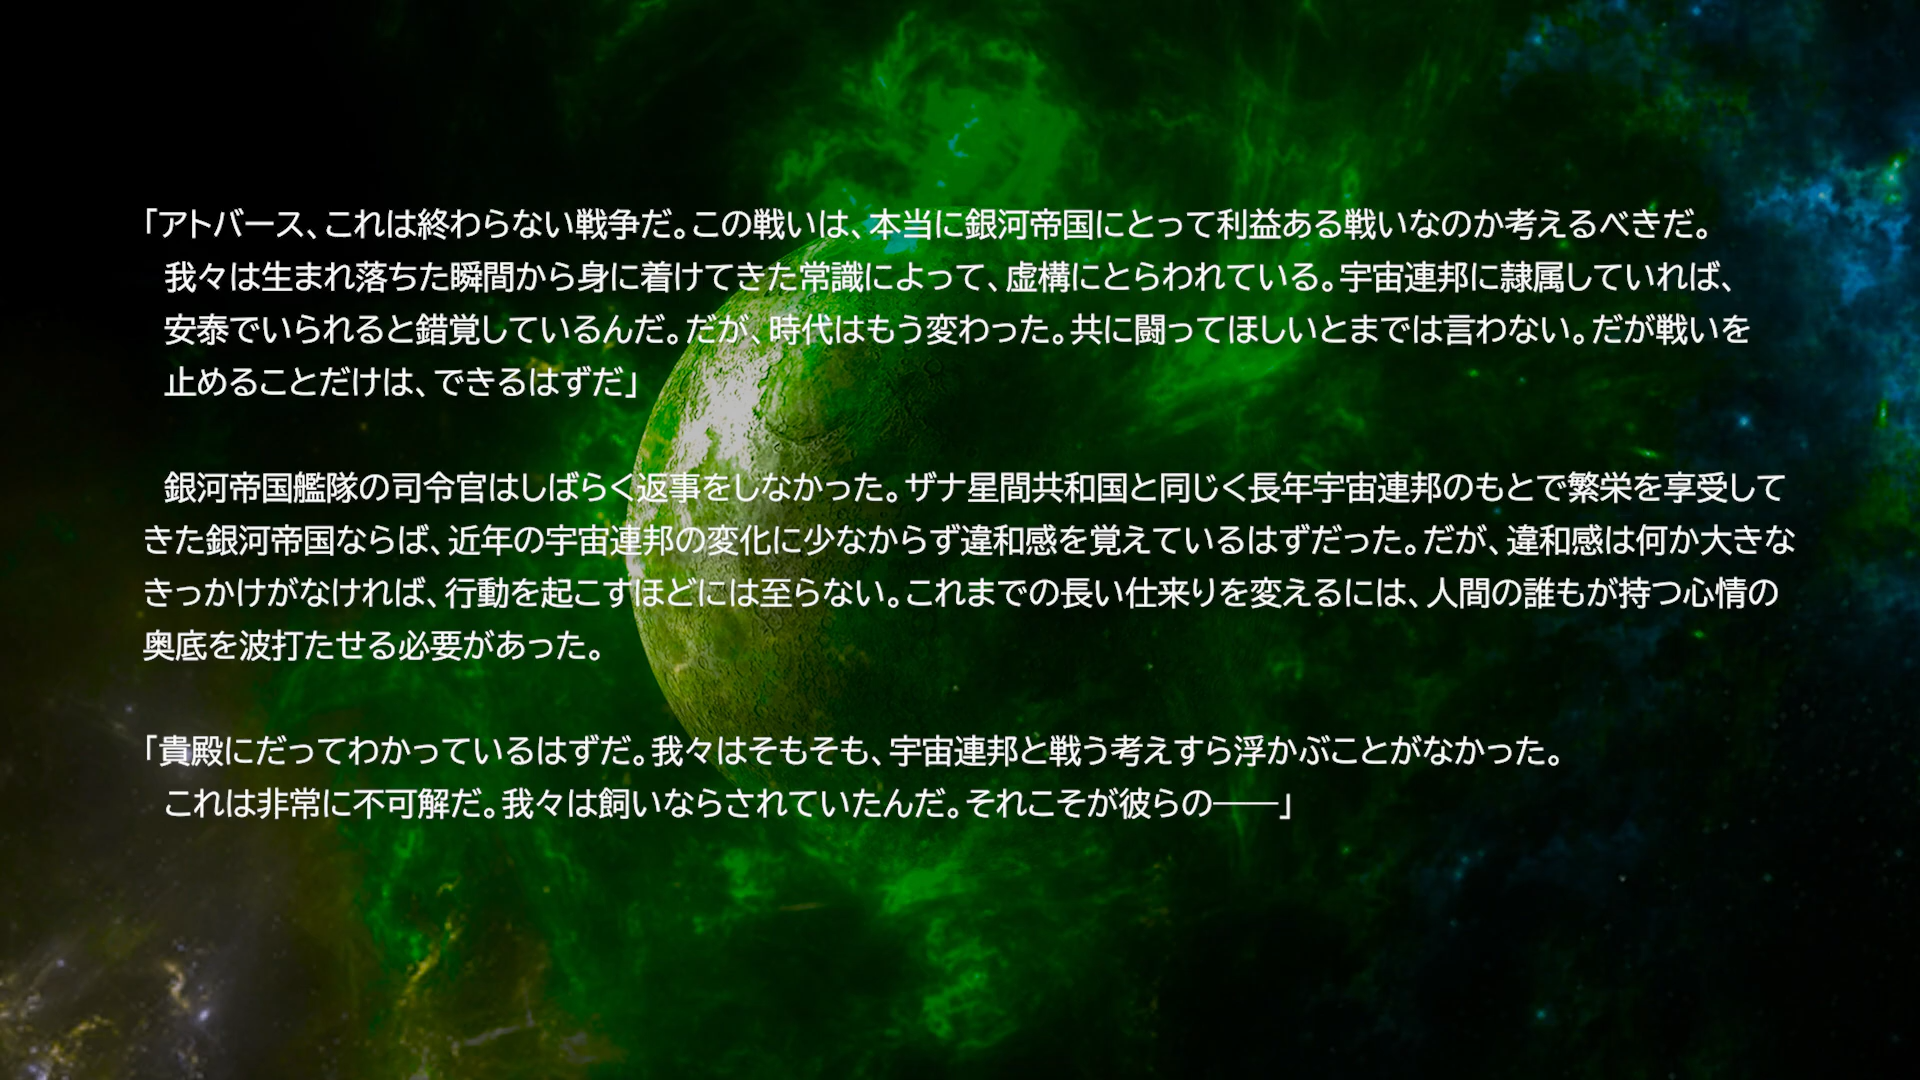 「アトバース、これは終わらない戦争だ。この戦いは、本当に銀河帝国にとって利益ある戦いなのか考えるべきだ。
我々は生まれ落ちた瞬間から身に着けてきた常識によって、虚構にとらわれている。宇宙連邦に隷属していれば、
安泰でいられると錯覚しているんだ。だが、時代はもう変わった。共に闘ってほしいとまでは言わない。だが戦いを
止めることだけは、できるはずだ」
銀河帝国艦隊の司令官はしばらく返事をしなかった。ザナ星間共和国と同じく長年宇宙連邦のもとで繁栄を享受して
きた銀河帝国ならば、近年の宇宙連邦の変化に少なからず違和感を覚えているはずだった。だが、違和感は何か大きな
きっかけがなければ、行動を起こすほどには至らない。これまでの長い仕来りを変えるには、人間の誰もが持つ心情の
奥底を波打たせる必要があった。
「貴殿にだってわかっているはずだ。我々はそもそも、宇宙連邦と戦う考えすら浮かぶことがなかった。
これは非常に不可解だ。我々は飼いならされていたんだ。それこそが彼らの――」